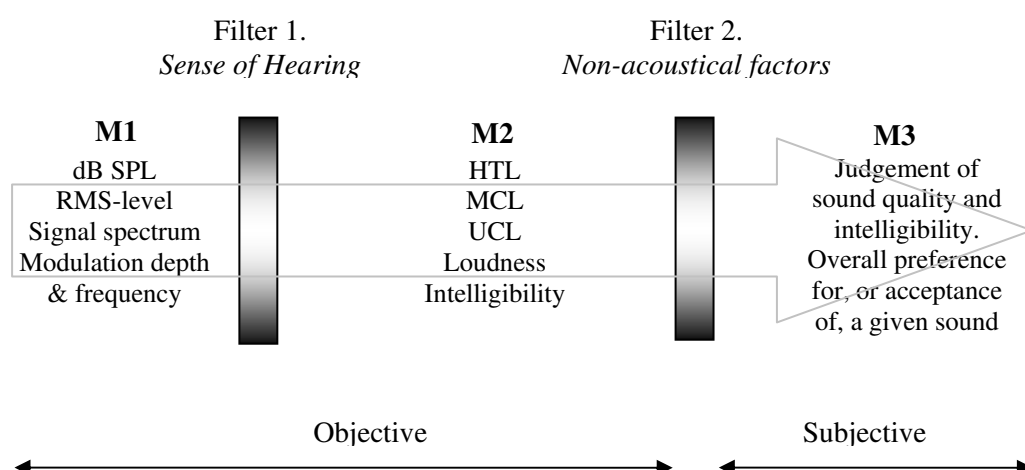 Filter 1.
Sense of Hearing
Filter 2.
Non-acoustical factors
M1
dB SPL
RMS-level
Signal spectrum
Modulation depth
& frequency
M2
HTL
MCL
UCL
Loudness
Intelligibility
M3
Judgement of
sound quality and
intelligibility.
Overall preference
for, or acceptance
of, a given sound
Objective
Subjective